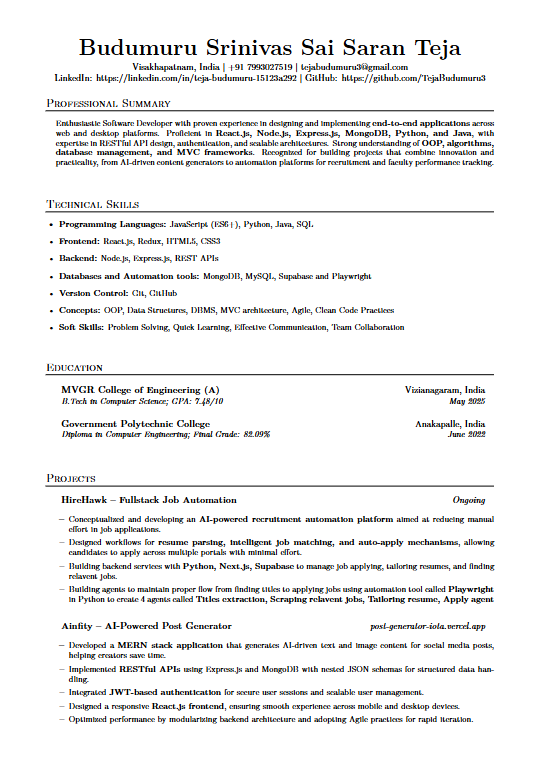 Budumuru Srinivas Sai Saran Teja
Visakhapatnam, India | +91 7993027519 | tejabudumuru3@gmail.com
LinkedIn: https://linkedin.com/in/teja-budumuru-15123a292 | GitHub: https://github.com/TejaBudumuru3
Professional Summary
Enthusiastic Software Developer with proven experience in designing and implementing end-to-end applications across
web and desktop platforms. Proficient in React.js, Node.js, Express.js, MongoDB, Python, and Java, with
expertise in RESTful API design, authentication, and scalable architectures. Strong understanding of OOP, algorithms,
database management, and MVC frameworks. Recognized for building projects that combine innovation and
practicality, from AI-driven content generators to automation platforms for recruitment and faculty performance tracking.
Technical Skills
• Programming Languages: JavaScript (ES6+), Python, Java, SQL
• Frontend: React.js, Redux, HTML5, CSS3
• Backend: Node.js, Express.js, REST APIs
• Databases and Automation tools: MongoDB, MySQL, Supabase and Playwright
• Version Control: Git, GitHub
• Concepts: OOP, Data Structures, DBMS, MVC architecture, Agile, Clean Code Practices
• Soft Skills: Problem Solving, Quick Learning, Effective Communication, Team Collaboration
Education
MVGR College of Engineering (A) Vizianagaram, India
B.Tech in Computer Science; GPA: 7.48/10 May 2025
Government Polytechnic College Anakapalle, India
Diploma in Computer Engineering; Final Grade: 82.09% June 2022
Projects
HireHawk – Fullstack Job Automation Ongoing
– Conceptualized and developing an AI-powered recruitment automation platform aimed at reducing manual
effort in job applications.
– Designed workflows for resume parsing, intelligent job matching, and auto-apply mechanisms, allowing
candidates to apply across multiple portals with minimal effort.
– Building backend services with Python, Next.js, Supabase to manage job applying, tailoring resumes, and finding
relavent jobs.
– Building agents to maintain proper flow from finding titles to applying jobs using automation tool called Playwright
in Python to create 4 agents called Titles extraction, Scraping relavent jobs, Tailoring resume, Apply agent
Ainfity – AI-Powered Post Generator post-generator-iota.vercel.app
– Developed a MERN stack application that generates AI-driven text and image content for social media posts,
helping creators save time.
– Implemented RESTful APIs using Express.js and MongoDB with nested JSON schemas for structured data han-
dling.
– Integrated JWT-based authentication for secure user sessions and scalable user management.
– Designed a responsive React.js frontend, ensuring smooth experience across mobile and desktop devices.
– Optimized performance by modularizing backend architecture and adopting Agile practices for rapid iteration.